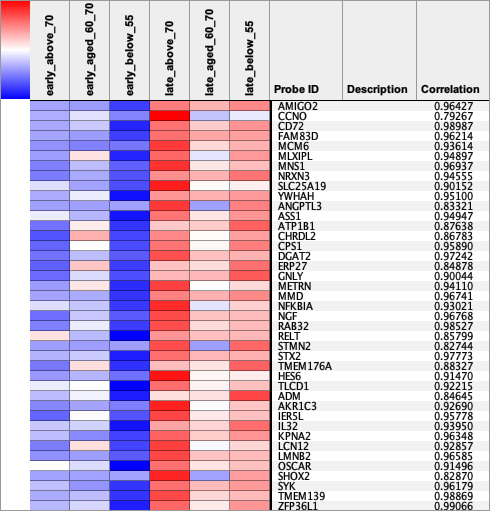 early_above_70
early_aged_60_70
early_below_55
late_above_70
late_aged_60_70
late_below_55
Probe ID Description Correlation
AMIGO2 0.96427
CCNO 0.79267
CD72 0.98987
FAM83D 0.96214
MCM6 0.93614
MLXIPL 0.94897
MNS1 0.96937
NRXN3 0.94555
SLC25A19 0.90152
YWHAH 0.95100
ANGPTL3 0.83321
ASS1 0.94947
ATP1B1 0.87638
CHRDL2 0.86783
CPS1 0.95890
DGAT2 0.97242
ERP27 0.84878
GNLY 0.90044
METRN 0.94110
MMD 0.96741
NFKBIA 0.93021
NGF 0.96768
RAB32 0.98527
RELT 0.85799
STMN2 0.82744
STX2 0.97773
TMEM176A 0.88327
HES6 0.91470
TLCD1 0.92215
ADM 0.84645
AKR1C3 0.92690
IER5L 0.95778
IL32 0.93950
KPNA2 0.96348
LCN12 0.92857
LMNB2 0.96585
OSCAR 0.91496
SHOX2 0.82870
SYK 0.96179
TMEM139 0.98869
ZFP36L1 0.99066